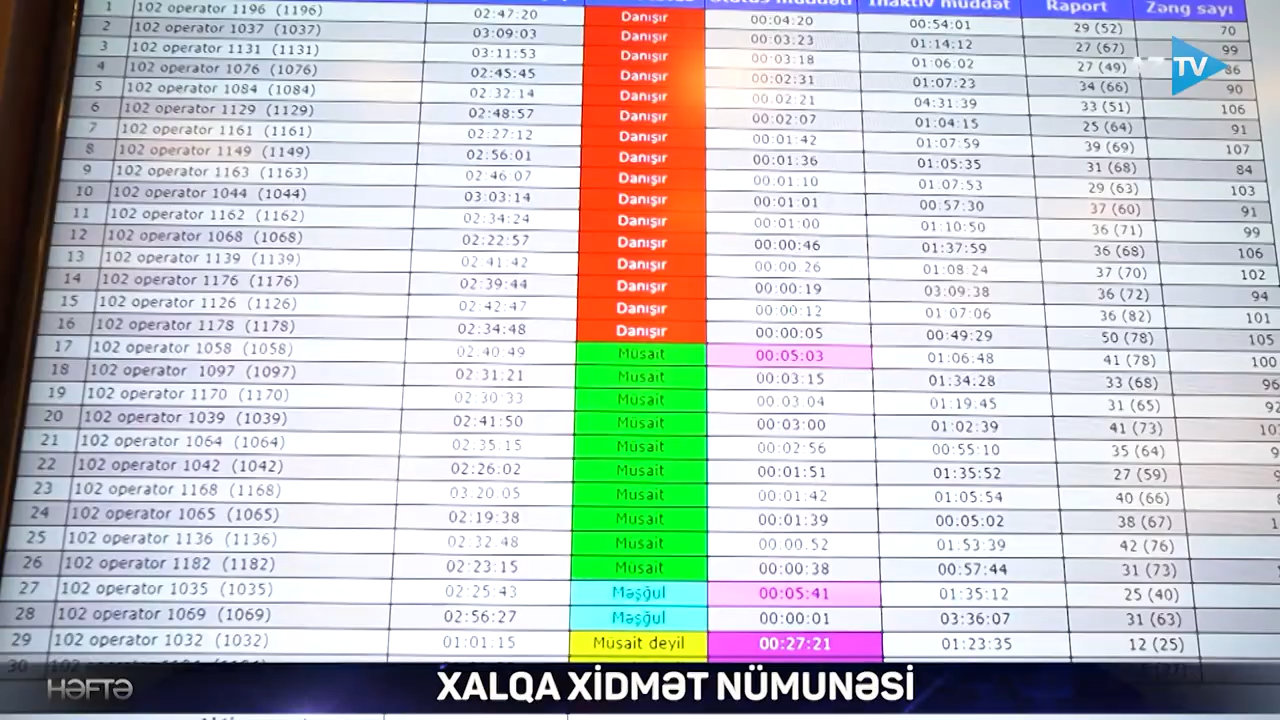 Inaktiv müddət Raport Zəng sayı
1 102 operator 1196 (1196) 02:47:20 Danışır 00:04:20 00:54:01 29 (52) 70
2 102 operator 1037 (1037) 03:09:03 Danışır 00:03:23 01:14:12 27 (67) 99
3 102 operator 1131 (1131) 03:11:53 Danışır 00:03:18 01:06:02 27 (49) 86
4 102 operator 1076 (1076) 02:45:45 Danışır 00:02:31 01:07:23 34 (66) 90
5 102 operator 1084 (1084) 02:32:14 Danışır 00:02:21 04:31:39 33 (51) 106
6 102 operator 1129 (1129) 02:48:57 Danışır 00:02:07 01:04:15 25 (64) 91
7 102 operator 1161 (1161) 02:27:12 Danışır 00:01:42 01:07:59 39 (69) 107
8 102 operator 1149 (1149) 02:56:01 Danışır 00:01:36 01:05:35 31 (68) 84
9 102 operator 1163 (1163) 02:46:07 Danışır 00:01:10 01:07:53 29 (63) 103
10 102 operator 1044 (1044) 03:03:14 Danışır 00:01:01 00:57:30 37 (60) 91
11 102 operator 1162 (1162) 02:34:24 Danışır 00:01:00 01:10:50 36 (71) 99
12 102 operator 1068 (1068) 02:22:57 Danışır 00:00:46 01:37:59 36 (68) 106
13 102 operator 1139 (1139) 02:41:42 Danışır 00:00:26 01:08:24 37 (70) 102
14 102 operator 1176 (1176) 02:39:44 Danışır 00:00:19 03:09:38 36 (72) 94
15 102 operator 1126 (1126) 02:42:47 Danışır 00:00:12 01:07:06 36 (82) 101
16 102 operator 1178 (1178) 02:34:48 Danışır 00:00:05 00:49:29 50 (78) 105
17 102 operator 1058 (1058) 02:40:49 Müsait 00:05:03 01:06:48 41 (78) 100
18 102 operator 1097 (1097) 02:31:21 Müsait 00:03:15 01:34:28 33 (68) 96
19 102 operator 1170 (1170) 02:30:33 Müsait 00:03:04 01:19:45 31 (65)
20 102 operator 1039 (1039) 02:41:50 Müsait 00:03:00 01:02:39 41 (73)
21 102 operator 1064 (1064) 02:35:15 Müsait 00:02:56 00:55:10 35 (64)
22 102 operator 1042 (1042) 02:26:02 Müsait 00:01:51 01:35:52 27 (59)
23 102 operator 1168 (1168) 03:20:05 Müsait 00:01:42 01:05:54 40 (66)
24 102 operator 1065 (1065) 02:19:38 Müsait 00:01:39 00:05:02 38 (67)
25 102 operator 1136 (1136) 02:32:48 Müsait 00:00:52 01:53:39 42 (76)
26 102 operator 1182 (1182) 02:23:15 Müsait 00:00:38 00:57:44 31 (73)
27 102 operator 1035 (1035) 02:25:43 Məşğul 00:05:41 01:35:12 25 (40)
28 102 operator 1069 (1069) 02:56:27 Məşğul 00:00:01 03:36:07 31 (63)
29 102 operator 1032 (1032) 01:01:15 Müsait deyil 00:27:21 01:23:35 12 (25)
30
TV
HƏFTƏ
XALQA XİDMƏT NÜMUNƏSİ